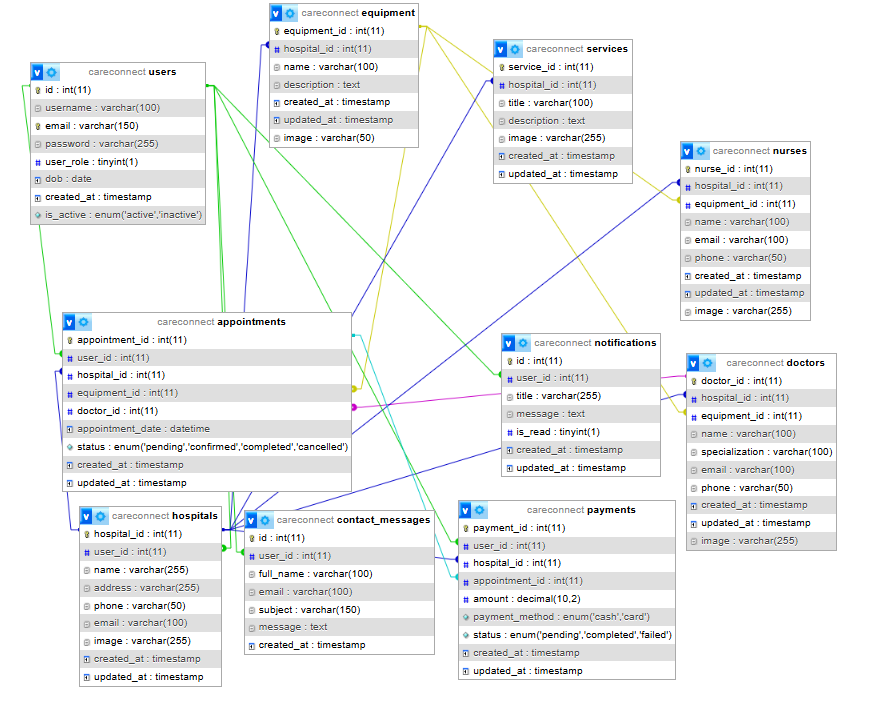 careconnect equipment
equipment_id : int(11)
hospital_id : int(11)
name : varchar(100)
description : text
created_at : timestamp
updated_at : timestamp
image : varchar(50)
careconnect services
service_id : int(11)
hospital_id : int(11)
title : varchar(100)
description : text
image : varchar(255)
created_at : timestamp
updated_at : timestamp
careconnect users
id : int(11)
username : varchar(100)
email : varchar(150)
password : varchar(255)
user_role : tinyint(1)
dob : date
created_at : timestamp
is_active : enum('active','inactive')
careconnect nurses
nurse_id : int(11)
hospital_id : int(11)
equipment_id : int(11)
name : varchar(100)
email : varchar(100)
phone : varchar(50)
created_at : timestamp
updated_at : timestamp
image : varchar(255)
careconnect appointments
appointment_id : int(11)
user_id : int(11)
hospital_id : int(11)
equipment_id : int(11)
doctor_id : int(11)
appointment_date : datetime
status : enum('pending','confirmed','completed','cancelled')
created_at : timestamp
updated_at : timestamp
careconnect notifications
id : int(11)
user_id : int(11)
title : varchar(255)
message : text
is_read : tinyint(1)
created_at : timestamp
updated_at : timestamp
careconnect doctors
doctor_id : int(11)
hospital_id : int(11)
equipment_id : int(11)
name : varchar(100)
specialization : varchar(100)
email : varchar(100)
phone : varchar(50)
created_at : timestamp
updated_at : timestamp
image : varchar(255)
careconnect hospitals
hospital_id : int(11)
user_id : int(11)
name : varchar(255)
address : varchar(255)
phone : varchar(50)
email : varchar(100)
image : varchar(255)
created_at : timestamp
updated_at : timestamp
careconnect contact_messages
id : int(11)
user_id : int(11)
full_name : varchar(100)
email : varchar(100)
subject : varchar(150)
message : text
created_at : timestamp
careconnect payments
payment_id : int(11)
user_id : int(11)
hospital_id : int(11)
appointment_id : int(11)
amount : decimal(10,2)
payment_method : enum('cash','card')
status : enum('pending','completed','failed')
created_at : timestamp
updated_at : timestamp